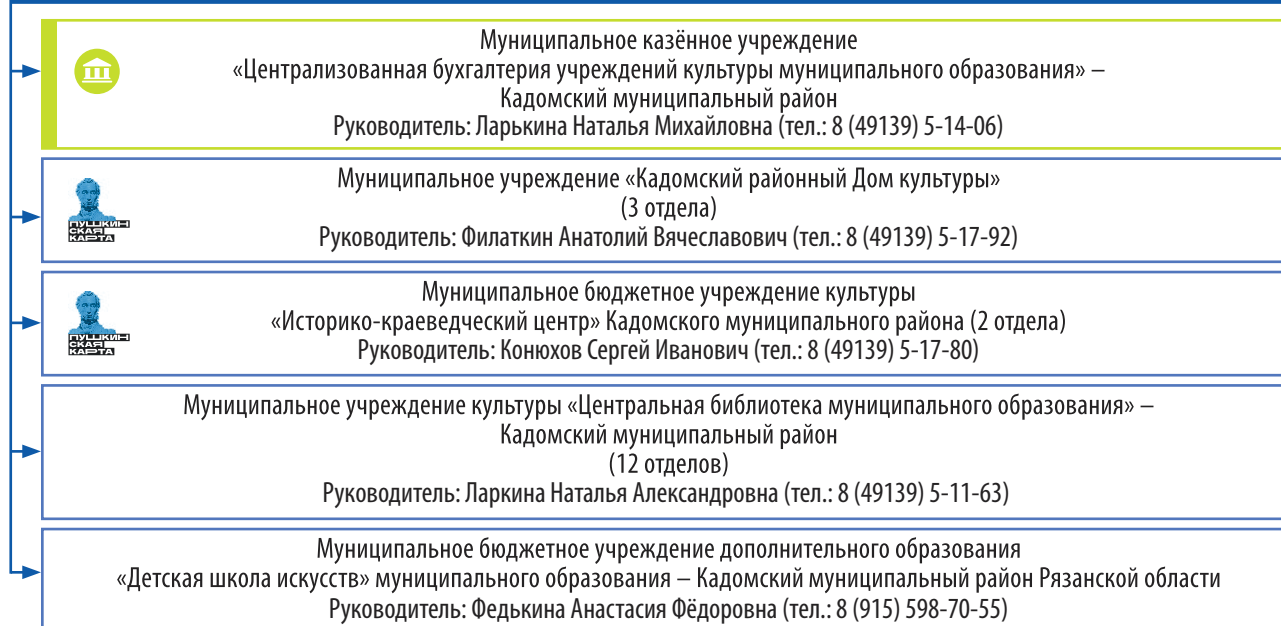 Муниципальное казённое учреждение
«Централизованная бухгалтерия учреждений культуры муниципального образования» –
Кадомский муниципальный район
Руководитель: Ларькина Наталья Михайловна (тел.: 8 (49139) 5-14-06)
ПУШКИН
СКАЯ
КАРТА
Муниципальное учреждение «Кадомский районный Дом культуры»
(3 отдела)
Руководитель: Филаткин Анатолий Вячеславович (тел.: 8 (49139) 5-17-92)
ПУШКИН
СКАЯ
КАРТА
Муниципальное бюджетное учреждение культуры
«Историко-краеведческий центр» Кадомского муниципального района (2 отдела)
Руководитель: Конюхов Сергей Иванович (тел.: 8 (49139) 5-17-80)
Муниципальное учреждение культуры «Центральная библиотека муниципального образования» –
Кадомский муниципальный район
(12 отделов)
Руководитель: Ларкина Наталья Александровна (тел.: 8 (49139) 5-11-63)
Муниципальное бюджетное учреждение дополнительного образования
«Детская школа искусств» муниципального образования – Кадомский муниципальный район Рязанской области
Руководитель: Федькина Анастасия Фёдоровна (тел.: 8 (915) 598-70-55)